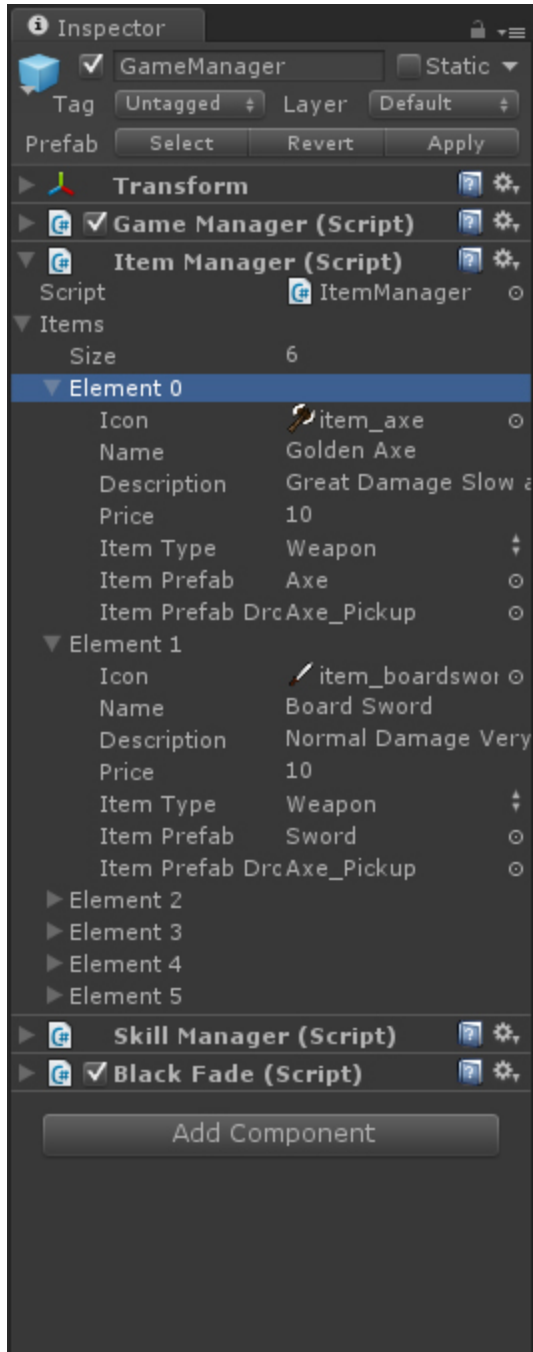 Inspector
GameManager Static
Tag Untagged Layer Default
Prefab Select Revert Apply
Transform
Game Manager (Script)
Item Manager (Script)
Script ItemManager
Items
Size 6
Element 0
Icon item_axe
Name Golden Axe
Description Great Damage Slow a
Price 10
Item Type Weapon
Item Prefab Axe
Item Prefab Dro Axe_Pickup
Element 1
Icon item_boardswor
Name Board Sword
Description Normal Damage Very
Price 10
Item Type Weapon
Item Prefab Sword
Item Prefab Dro Axe_Pickup
Element 2
Element 3
Element 4
Element 5
Skill Manager (Script)
Black Fade (Script)
Add Component